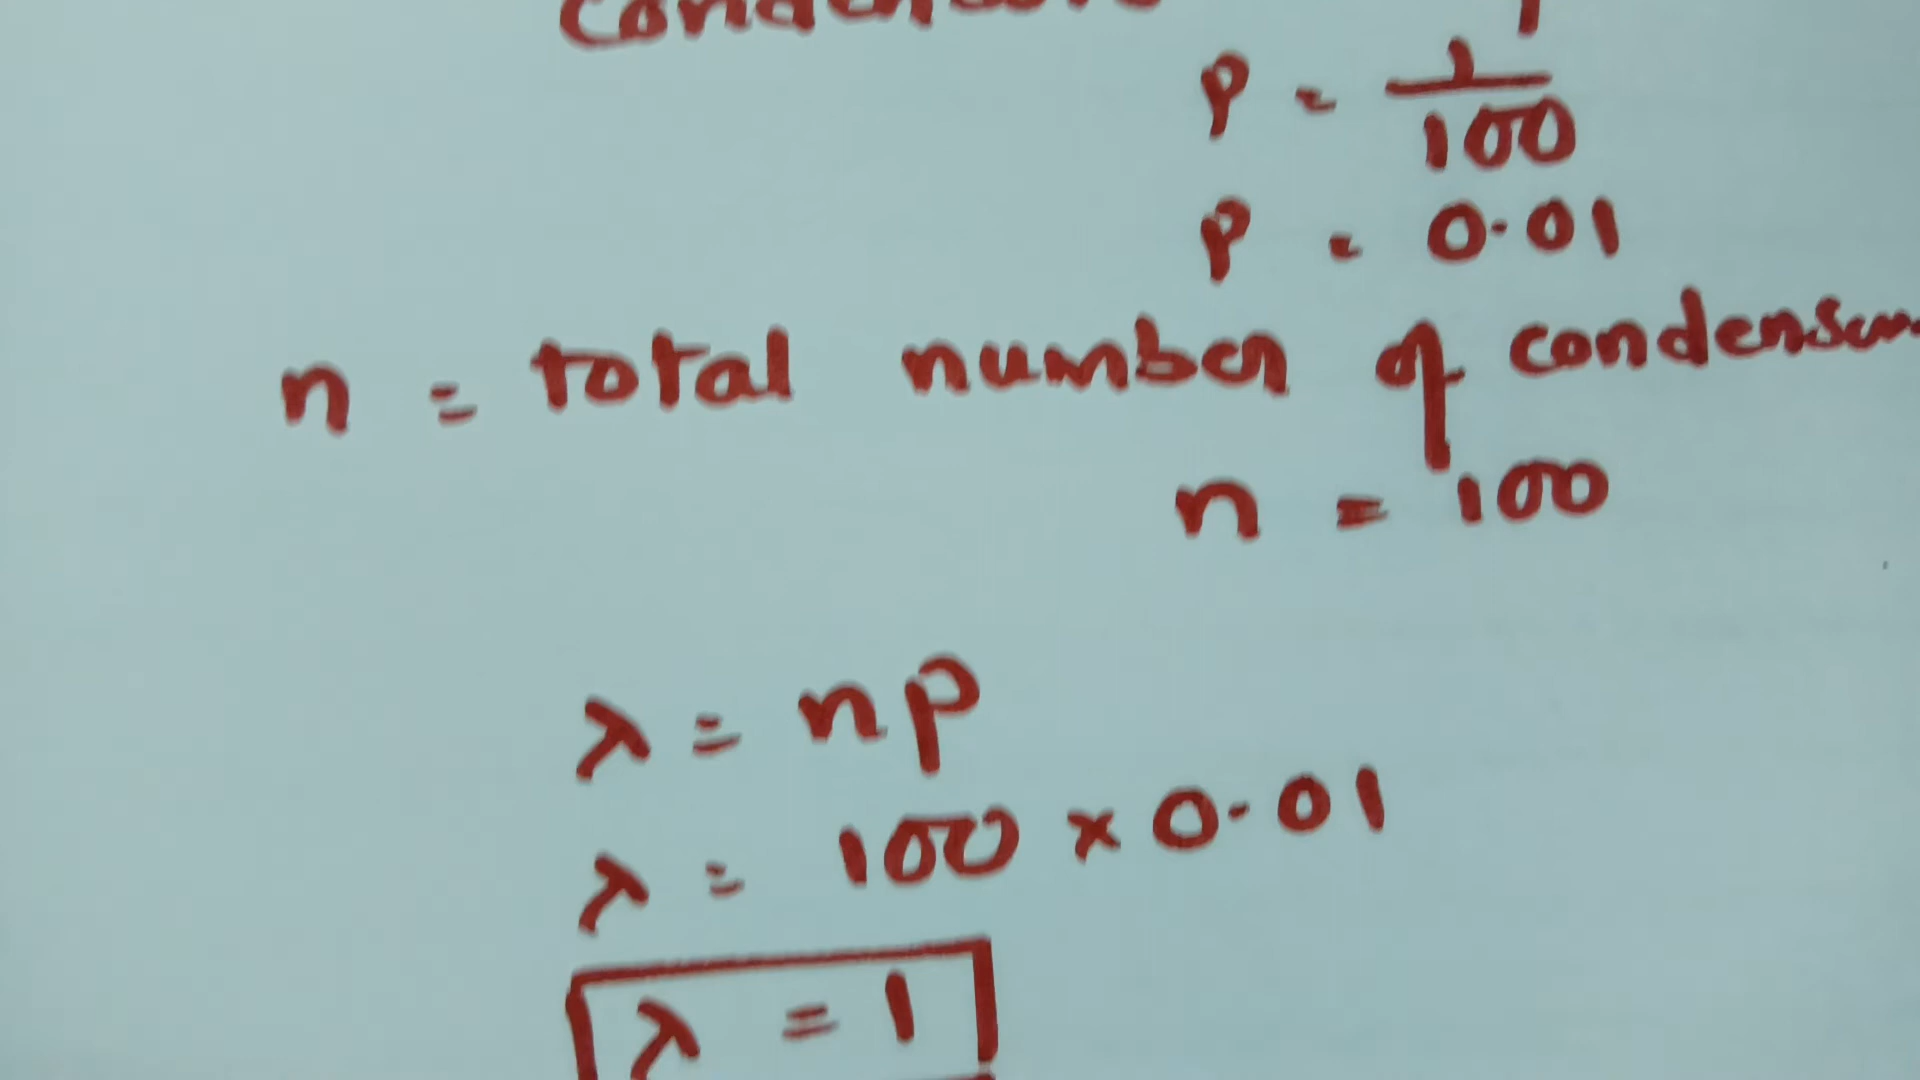 P = 1/100
P = 0.01
n = total number of
n = 100
λ = np
λ = 100 × 0.01
λ = 1